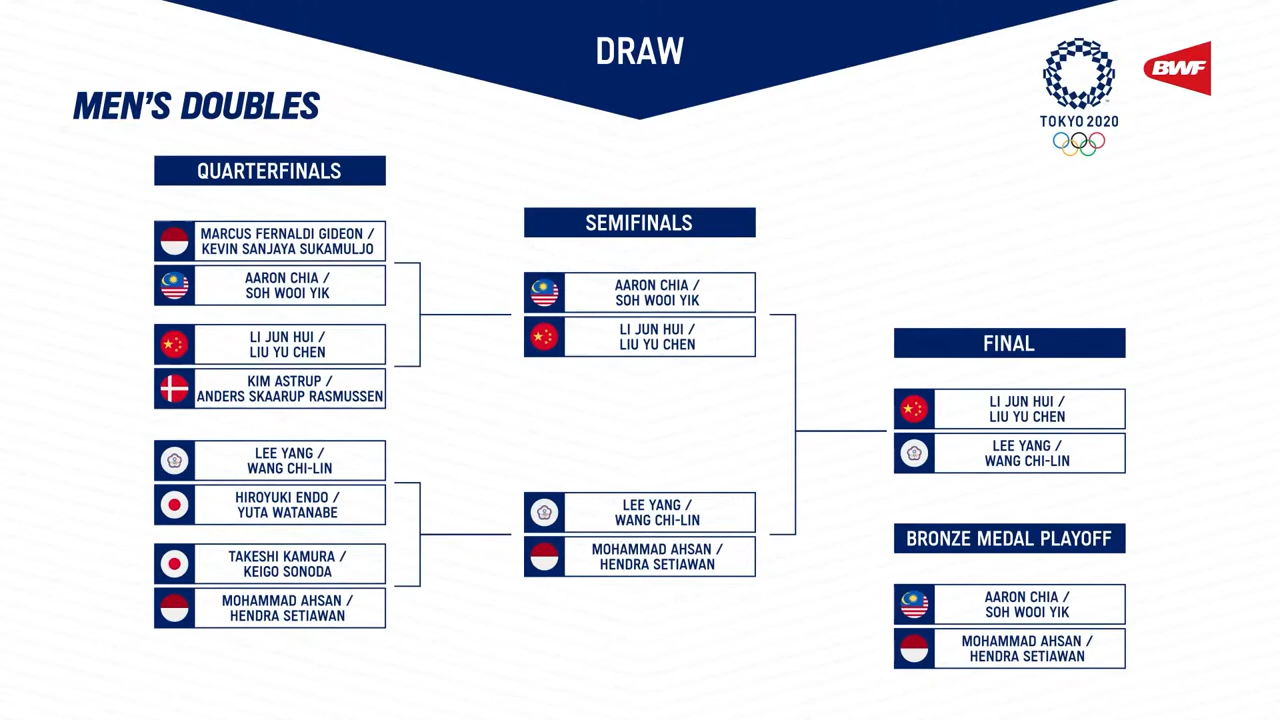 DRAW
MEN'S DOUBLES
BWF
TOKYO 2020
QUARTERFINALS
MARCUS FERNALDI GIDEON /
KEVIN SANJAYA SUKAMULJO
AARON CHIA /
SOH WOOI YIK
LI JUN HUI /
LIU YU CHEN
KIM ASTRUP /
ANDERS SKAARUP RASMUSSEN
LEE YANG /
WANG CHI-LIN
HIROYUKI ENDO /
YUTA WATANABE
TAKESHI KAMURA /
KEIGO SONODA
MOHAMMAD AHSAN /
HENDRA SETIAWAN
SEMIFINALS
AARON CHIA /
SOH WOOI YIK
LI JUN HUI /
LIU YU CHEN
LEE YANG /
WANG CHI-LIN
MOHAMMAD AHSAN /
HENDRA SETIAWAN
FINAL
LI JUN HUI /
LIU YU CHEN
LEE YANG /
WANG CHI-LIN
BRONZE MEDAL PLAYOFF
AARON CHIA /
SOH WOOI YIK
MOHAMMAD AHSAN /
HENDRA SETIAWAN